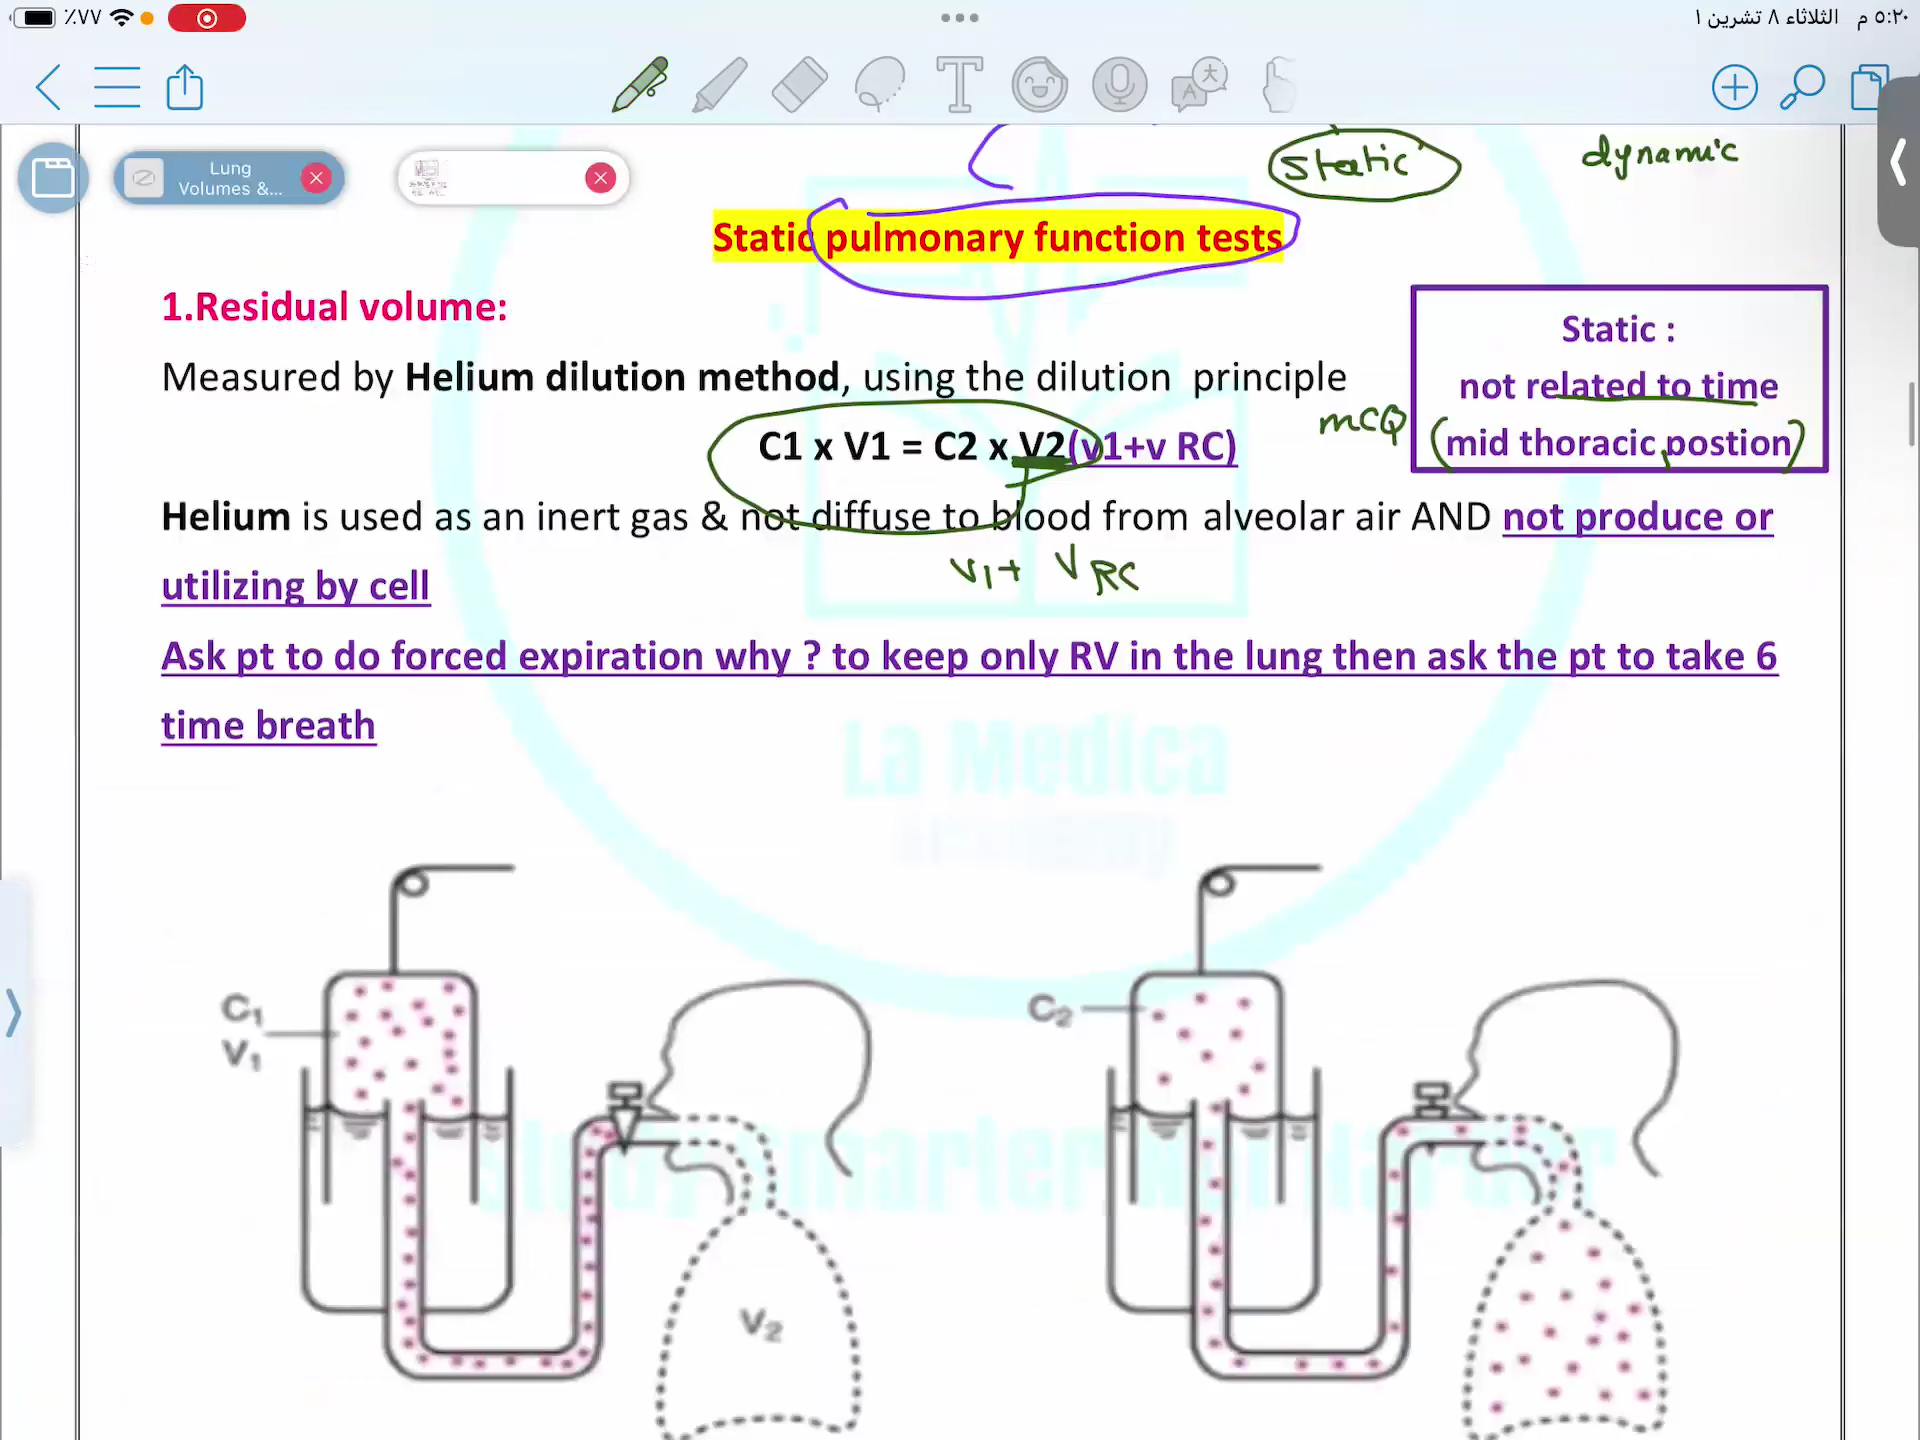 ٪٧٧
٥:٢٠ م الثلاثاء ٨ تشرين ١
Lung
Volumes &...
static
dynamic
Static pulmonary function tests
1.Residual volume:
Measured by Helium dilution method, using the dilution principle
C1 x V1 = C2 x V2(v1+v RC)
mcQ
Static :
not related to time
(mid thoracic postion)
Helium is used as an inert gas & not diffuse to blood from alveolar air AND not produce or
utilizing by cell
V1+ VRC
Ask pt to do forced expiration why ? to keep only RV in the lung then ask the pt to take 6
time breath
La Medica
C1
V1
V2
C2